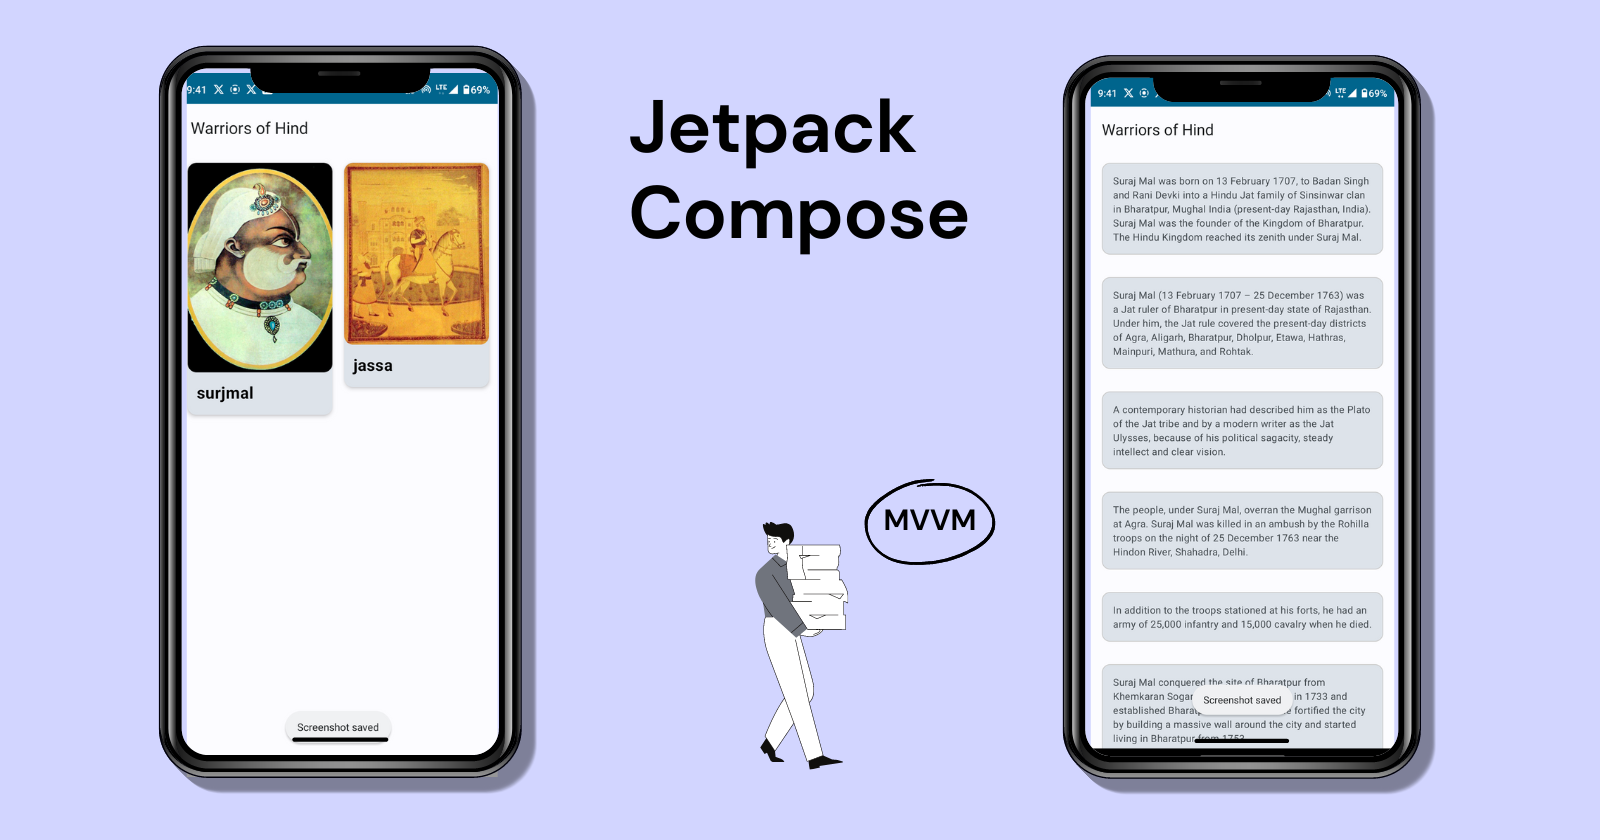 9:41
LTE
69%
Warriors of Hind
surjmal
jassa
Screenshot saved
Jetpack
Compose
MVVM
9:41
LTE
69%
Warriors of Hind
Suraj Mal was born on 13 February 1707, to Badan Singh
and Rani Devki into a Hindu Jat family of Sinsinwar clan
in Bharatpur, Mughal India (present-day Rajasthan, India).
Suraj Mal was the founder of the Kingdom of Bharatpur.
The Hindu Kingdom reached its zenith under Suraj Mal.
Suraj Mal (13 February 1707 – 25 December 1763) was
a Jat ruler of Bharatpur in present-day state of Rajasthan.
Under him, the Jat rule covered the present-day districts
of Agra, Aligarh, Bharatpur, Dholpur, Etawa, Hathras,
Mainpuri, Mathura, and Rohtak.
A contemporary historian had described him as the Plato
of the Jat tribe and by a modern writer as the Jat
Ulysses, because of his political sagacity, steady
intellect and clear vision.
The people, under Suraj Mal, overran the Mughal garrison
at Agra. Suraj Mal was killed in an ambush by the Rohilla
troops on the night of 25 December 1763 near the
Hindon River, Shahadra, Delhi.
In addition to the troops stationed at his forts, he had an
army of 25,000 infantry and 15,000 cavalry when he died.
Suraj Mal conquered the site of Bharatpur from
Khemkaran in 1733 and
established fortified the city
by building a massive wall around the city and started
living in Bharatpur from 1753.
Screenshot saved